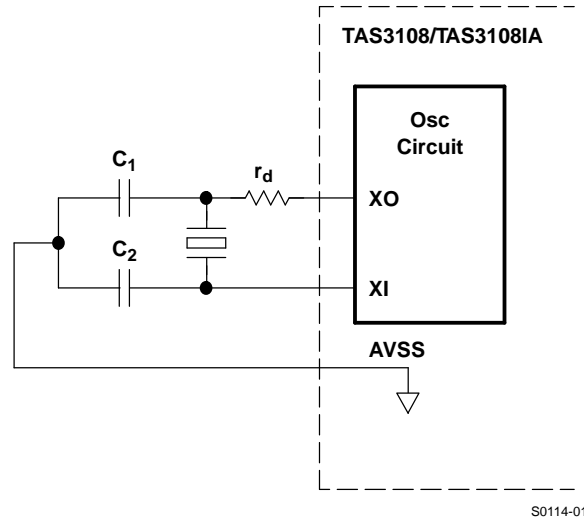 TAS3108/TAS3108IA
Osc
Circuit
C1
rd
XO
C2
XI
AVSS
S0114-01